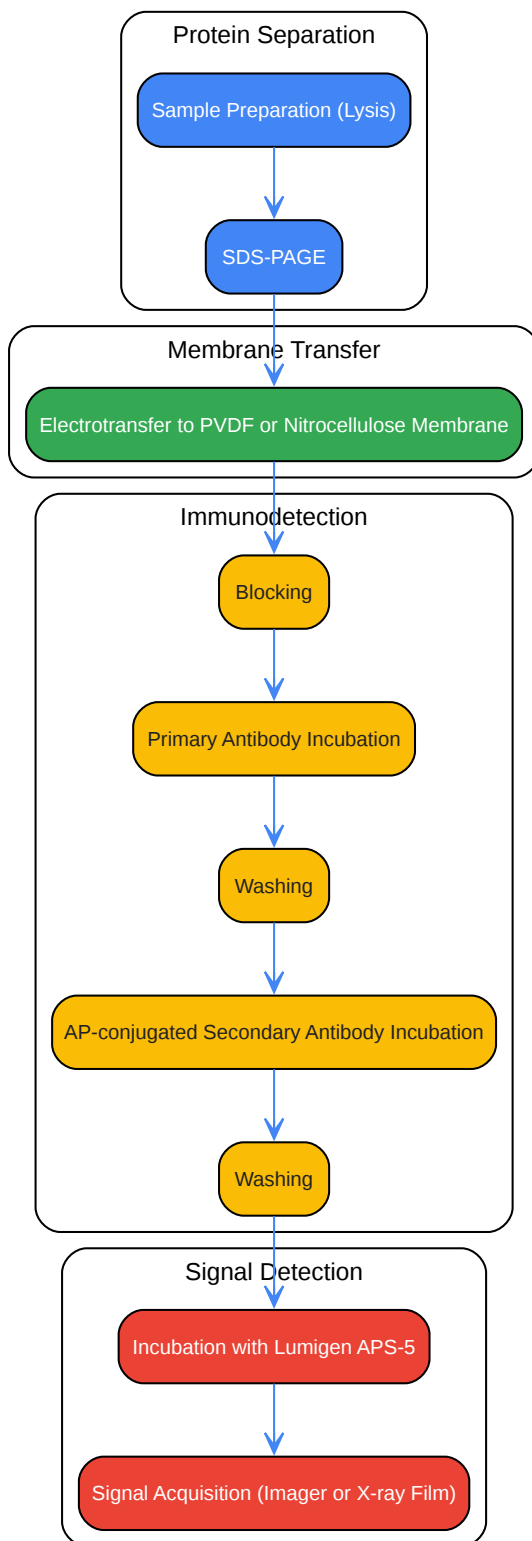 Protein Separation
Sample Preparation (Lysis)
SDS-PAGE
Membrane Transfer
Electrotransfer to PVDF or Nitrocellulose Membrane
Immunodetection
Blocking
Primary Antibody Incubation
Washing
AP-conjugated Secondary Antibody Incubation
Washing
Signal Detection
Incubation with Lumigen APS-5
Signal Acquisition (Imager or X-ray Film)